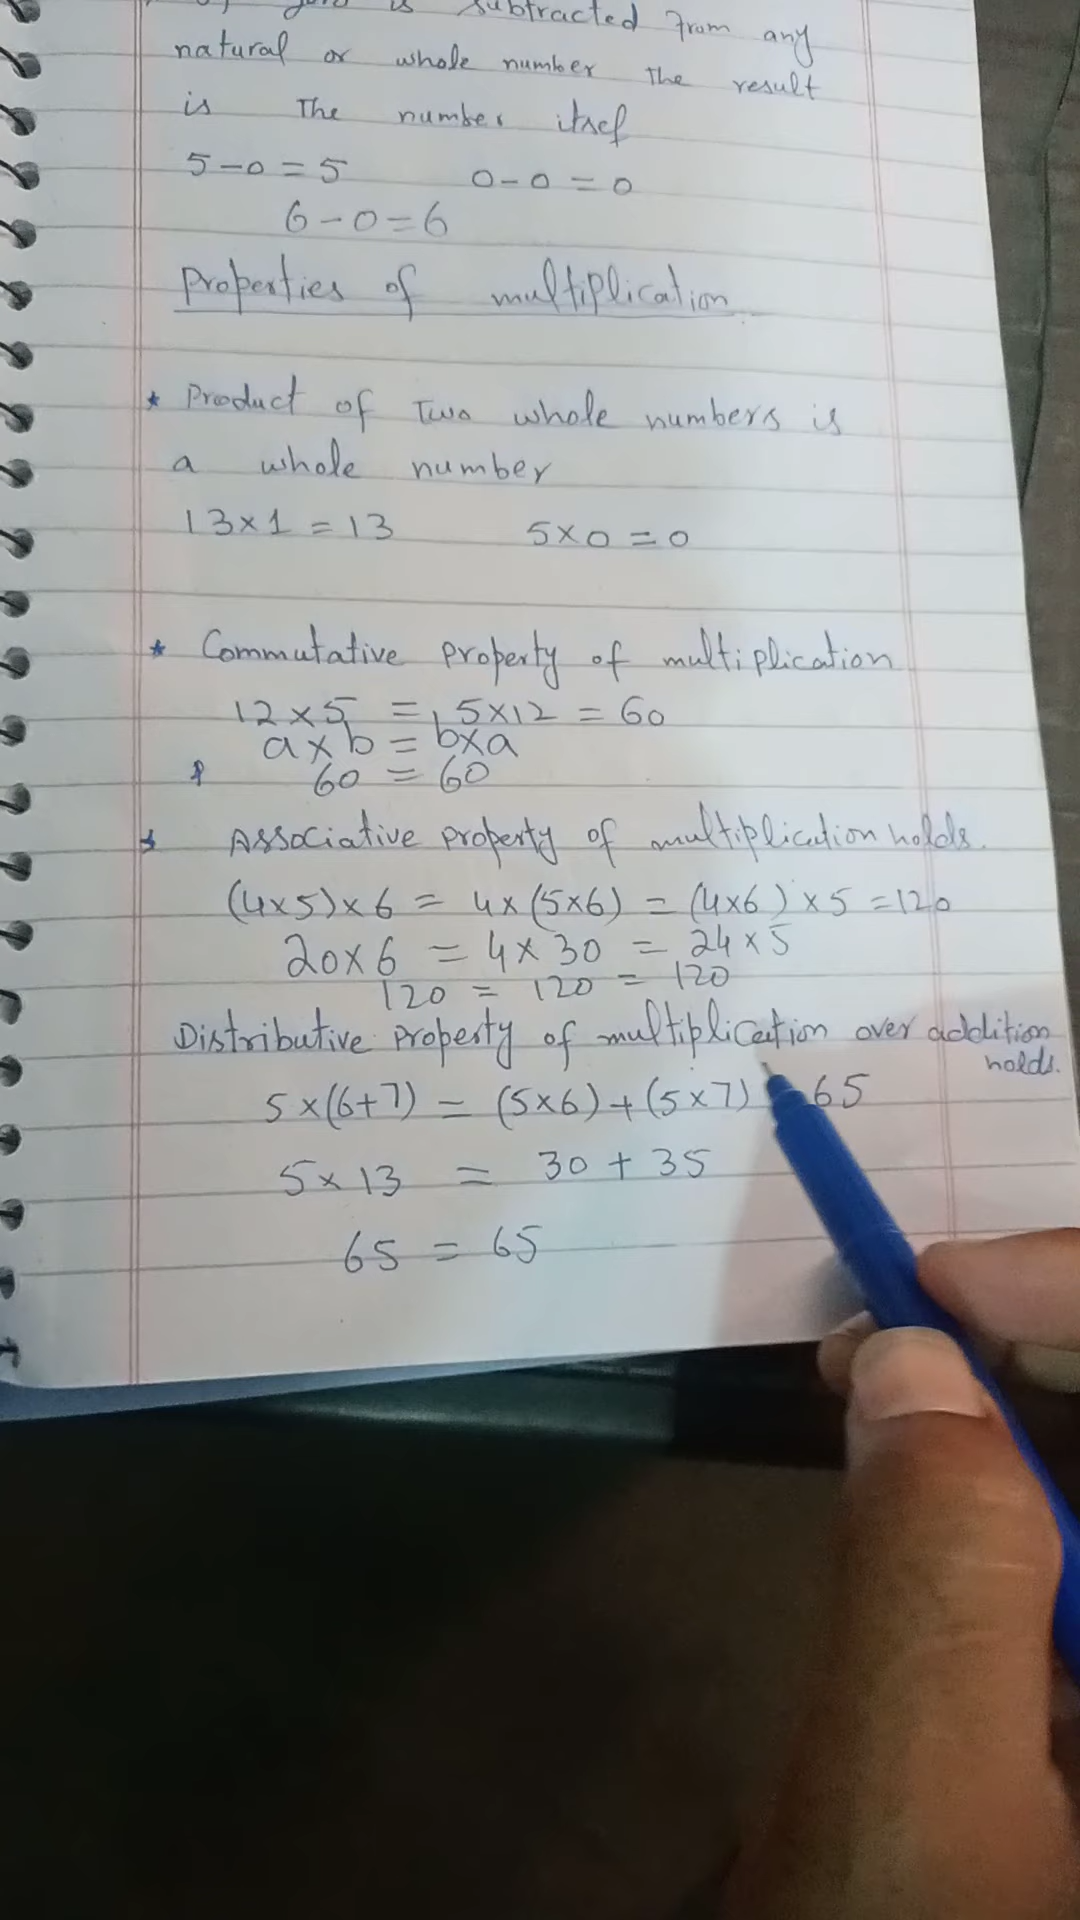 is subtracted from any
natural or whole number the result
is The number itsef
5-0=5 0-0=0
6-0=6
Properties of multiplication
* Product of Two whole numbers is
a whole number
13×1=13 5×0=0
* Commutative property of multiplication
12×5 = 5×12 = 60
a×b = b×a
60 = 60
* Associative property of multiplication holds.
(4×5)×6 = 4×(5×6) = (4×6)×5 =120
20×6 = 4×30 = 24×5
120 = 120 = 120
Distributive property of multiplication over addition
holds.
5×(6+7) = (5×6)+(5×7) 65
5×13 = 30+35
65 = 65